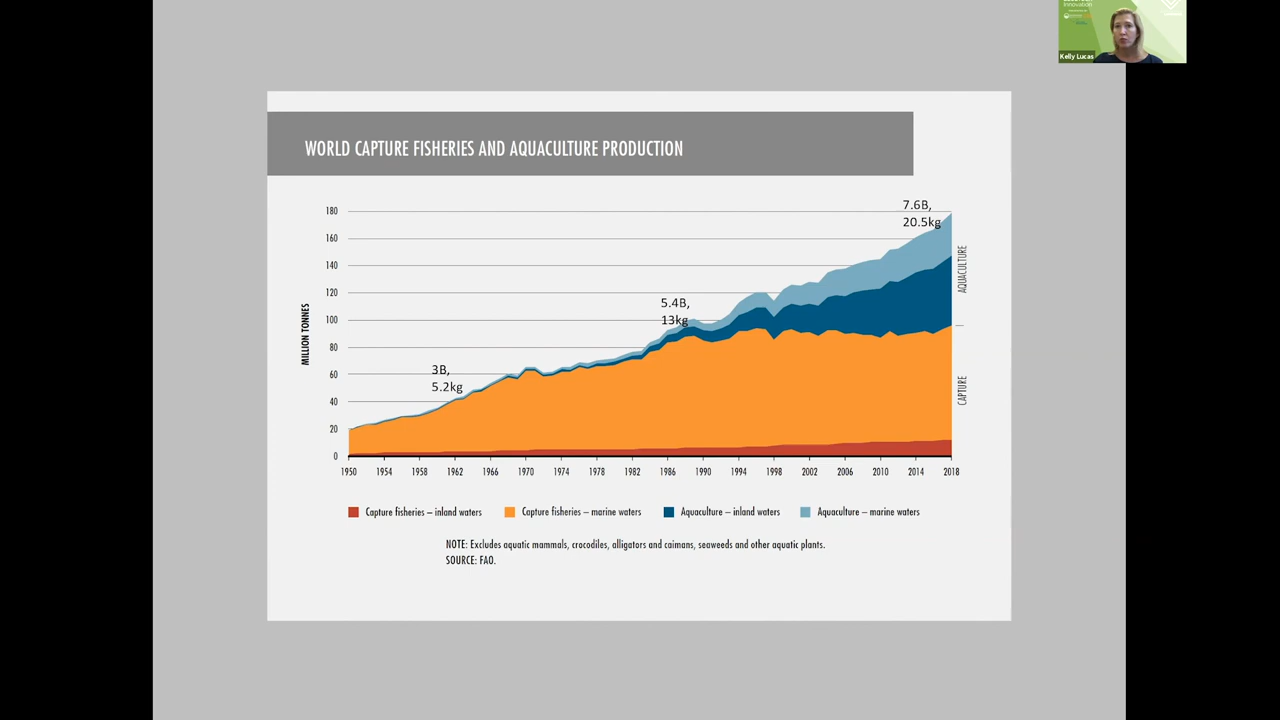 Innovation
Kelly Lucas
WORLD CAPTURE FISHERIES AND AQUACULTURE PRODUCTION
MILLION TONNES
180
160
140
120
100
80
60
40
20
0
3B,
5.2kg
5.4B,
13kg
7.6B,
20.5kg
AQUACULTURE
CAPTURE
1950 1954 1958 1962 1966 1970 1974 1978 1982 1986 1990 1994 1998 2002 2006 2010 2014 2018
Capture fisheries – inland waters Capture fisheries – marine waters Aquaculture – inland waters Aquaculture – marine waters
NOTE: Excludes aquatic mammals, crocodiles, alligators and caimans, seaweeds and other aquatic plants.
SOURCE: FAO.